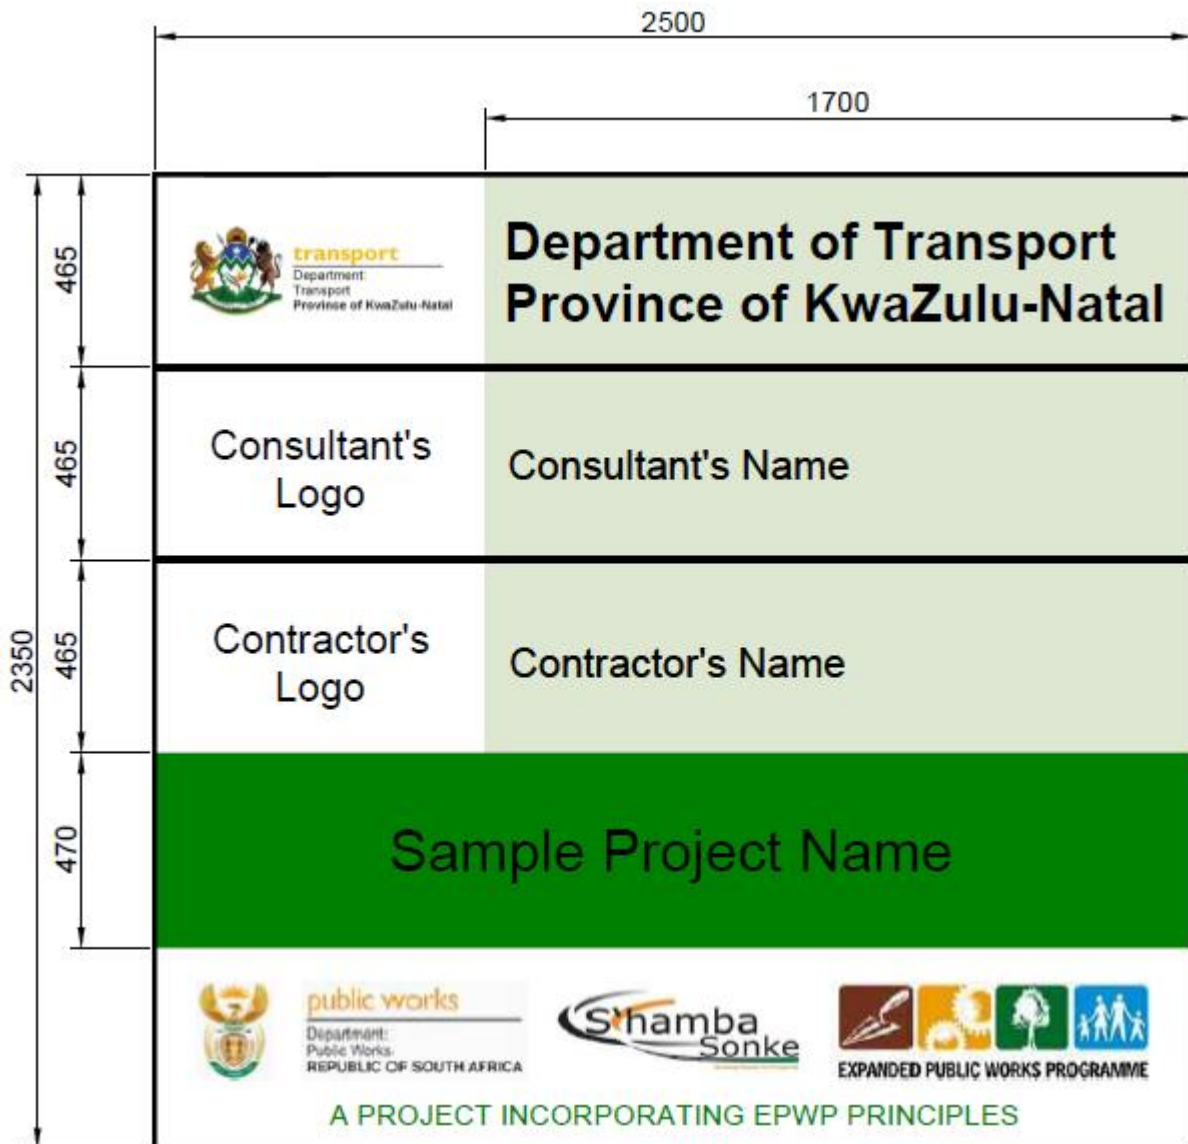 2500
1700
465
transport
Department
Transport
Province of KwaZulu-Natal
Department of Transport
Province of KwaZulu-Natal
465
Consultant's
Logo
Consultant's Name
2350
465
Contractor's
Logo
Contractor's Name
470
Sample Project Name
public works
Department:
Public Works
REPUBLIC OF SOUTH AFRICA
S'hamba
Sonke
EXPANDED PUBLIC WORKS PROGRAMME
A PROJECT INCORPORATING EPWP PRINCIPLES